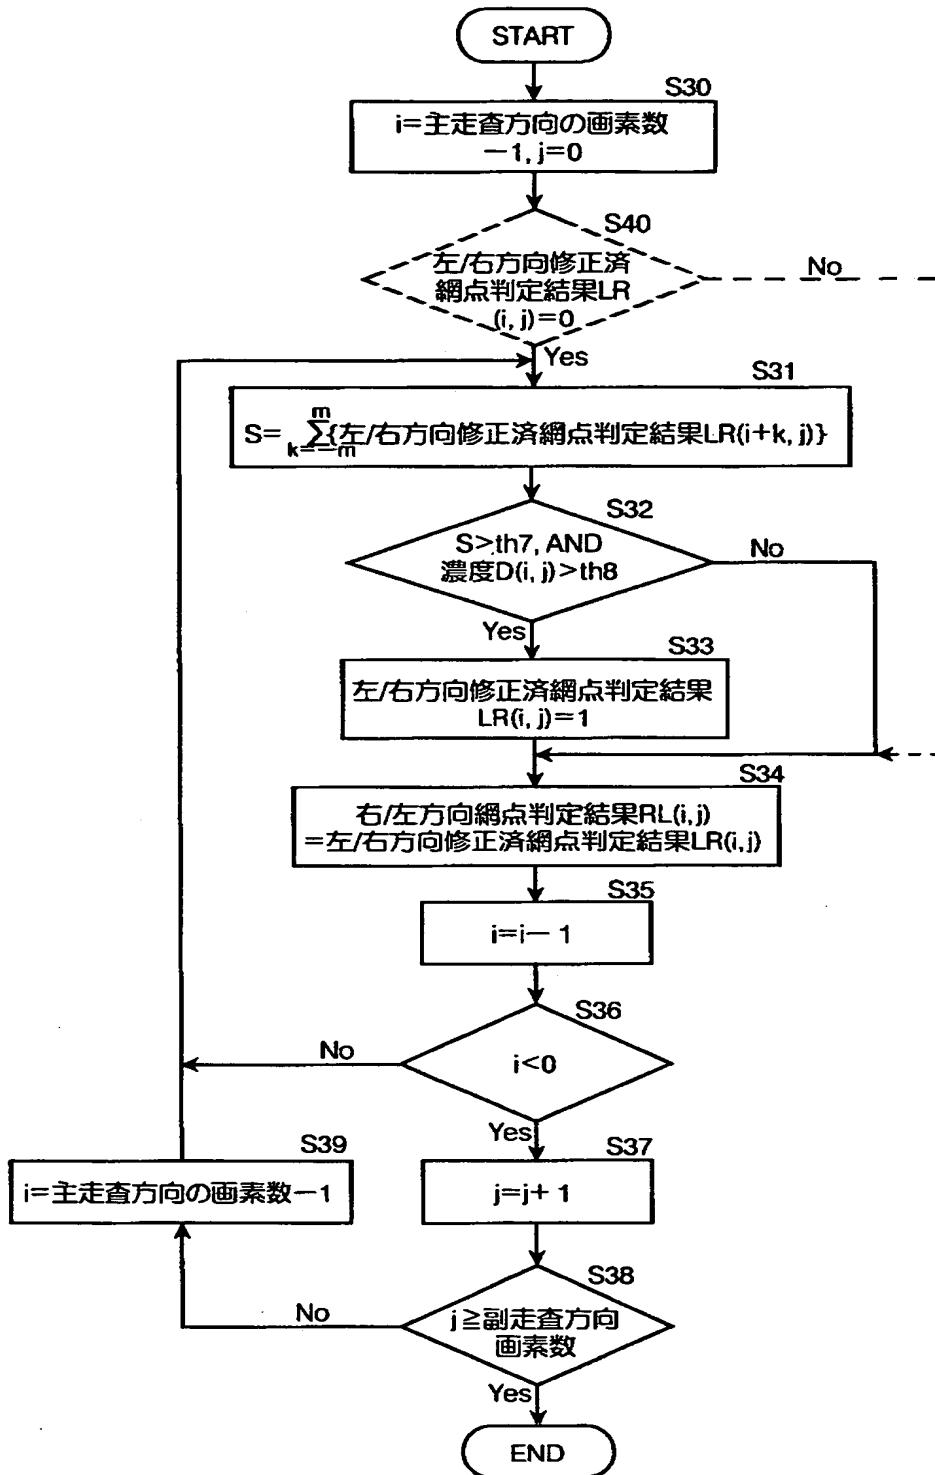 START
S30
i=主走査方向の画素数
−1, j=0
S40
左/右方向修正済
網点判定結果LR
(i, j)=0
No
Yes
S31
S=
m
Σ
k=−m
{左/右方向修正済網点判定結果LR(i+k, j)}
S32
S>th7, AND
濃度D(i, j)>th8
No
Yes
S33
左/右方向修正済網点判定結果
LR(i, j)=1
S34
右/左方向網点判定結果RL(i,j)
=左/右方向修正済網点判定結果LR(i,j)
S35
i=i− 1
S36
i<0
No
Yes
S39
i=主走査方向の画素数−1
S37
j=j+ 1
S38
j≧副走査方向
画素数
No
Yes
END